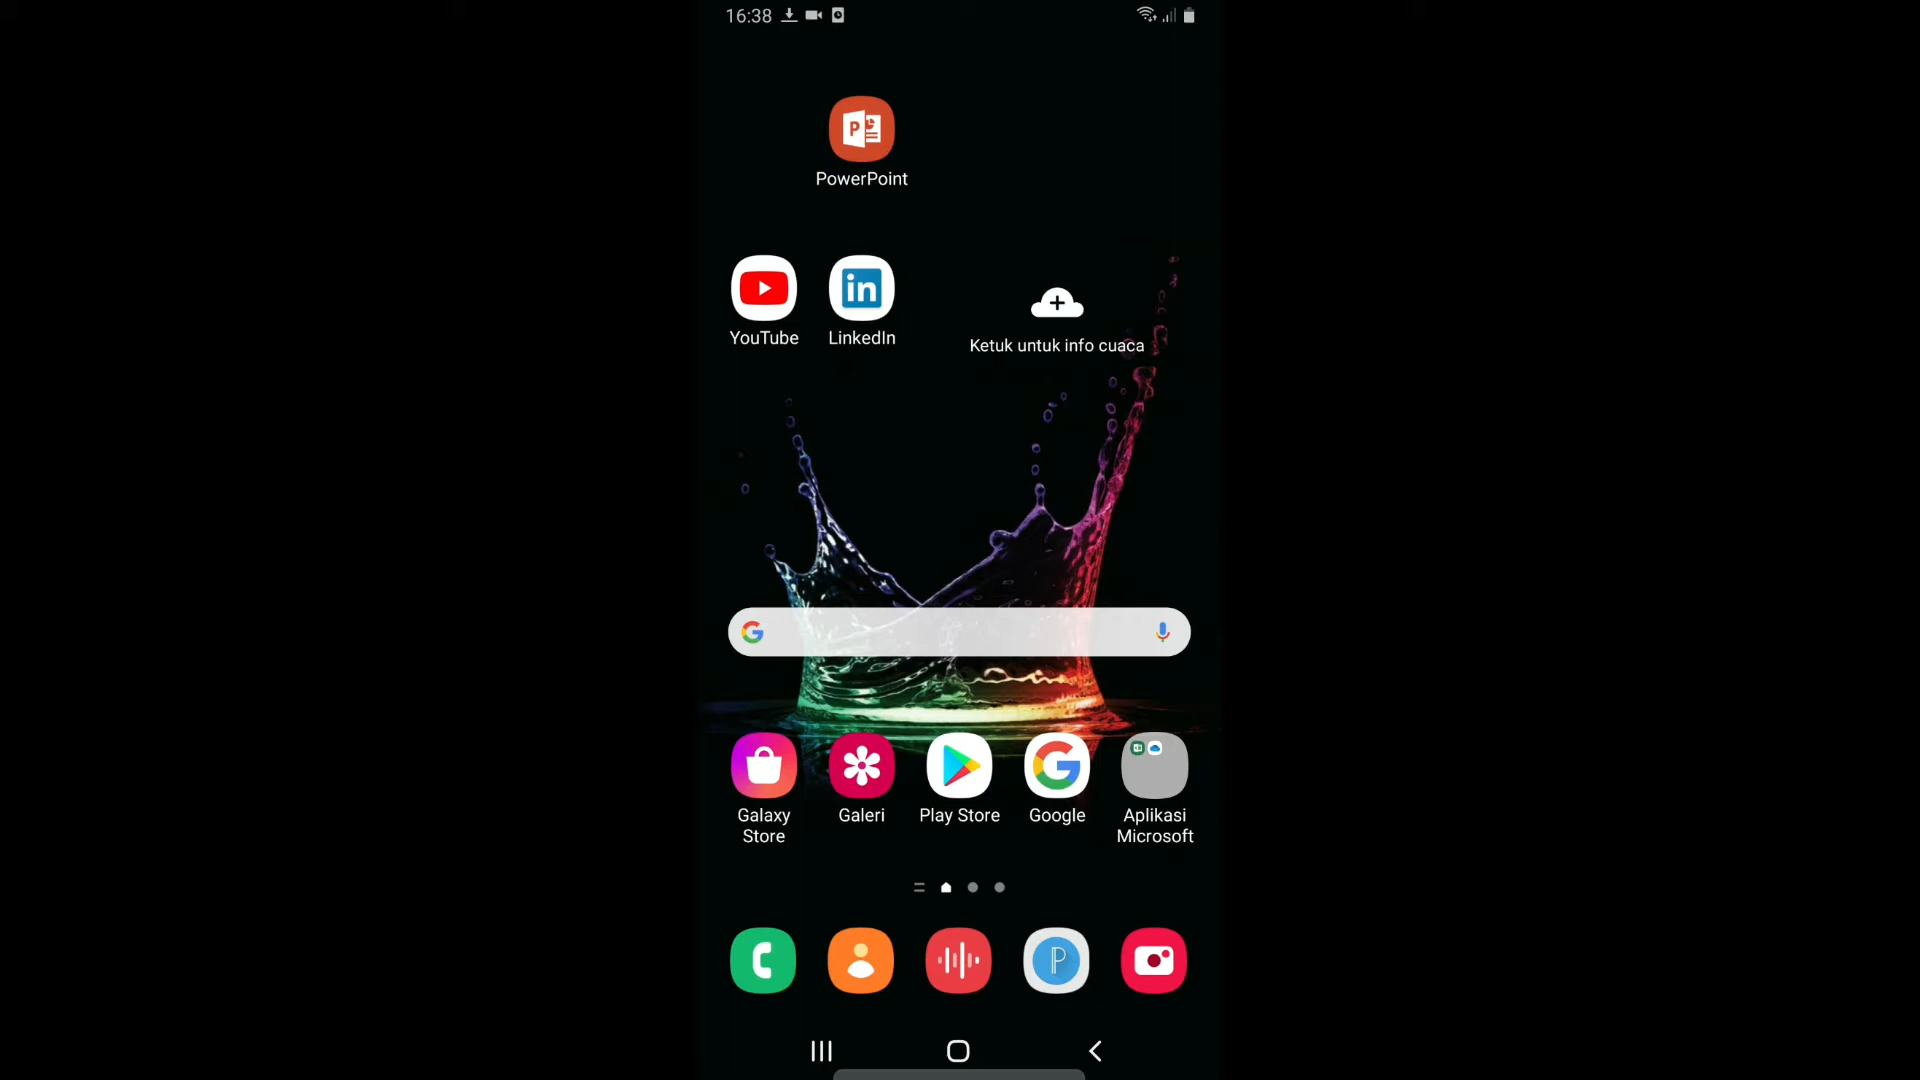 16:38
PowerPoint
YouTube
LinkedIn
Ketuk untuk info cuaca
Galaxy
Store
Galeri
Play Store
Google
Aplikasi
Microsoft